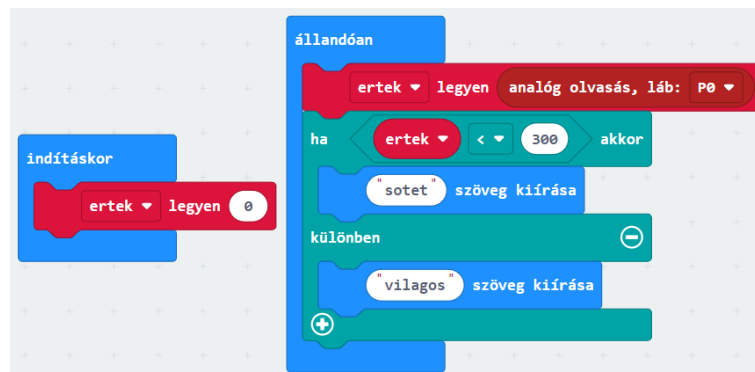 indításkor
ertek legyen 0
állandóan
ertek legyen analóg olvasás, láb: P0
ha ertek < 300 akkor
"sotet" szöveg kiírása
különben
"vilagos" szöveg kiírása